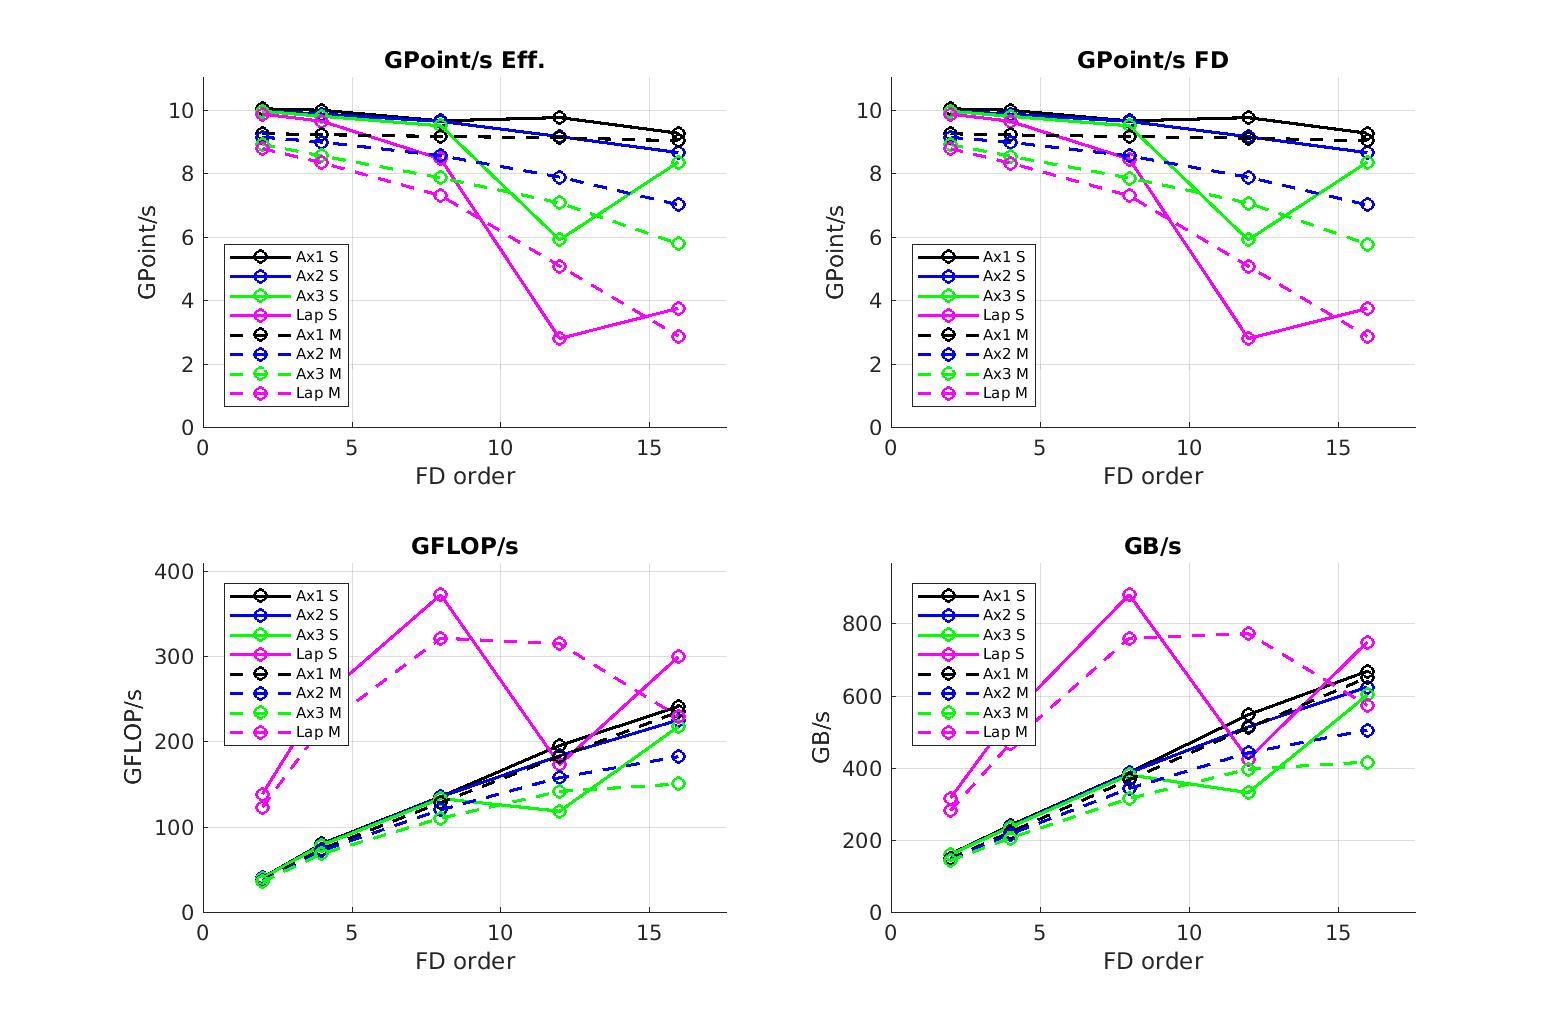 GPoint/s Eff.
GPoint/s
10
8
6
4
2
0
Ax1 S
Ax2 S
Ax3 S
Lap S
Ax1 M
Ax2 M
Ax3 M
Lap M
0 5 10 15
FD order
GPoint/s FD
GPoint/s
10
8
6
4
2
0
Ax1 S
Ax2 S
Ax3 S
Lap S
Ax1 M
Ax2 M
Ax3 M
Lap M
0 5 10 15
FD order
GFLOP/s
GFLOP/s
400
300
200
100
0
Ax1 S
Ax2 S
Ax3 S
Lap S
Ax1 M
Ax2 M
Ax3 M
Lap M
0 5 10 15
FD order
GB/s
GB/s
800
600
400
200
0
Ax1 S
Ax2 S
Ax3 S
Lap S
Ax1 M
Ax2 M
Ax3 M
Lap M
0 5 10 15
FD order